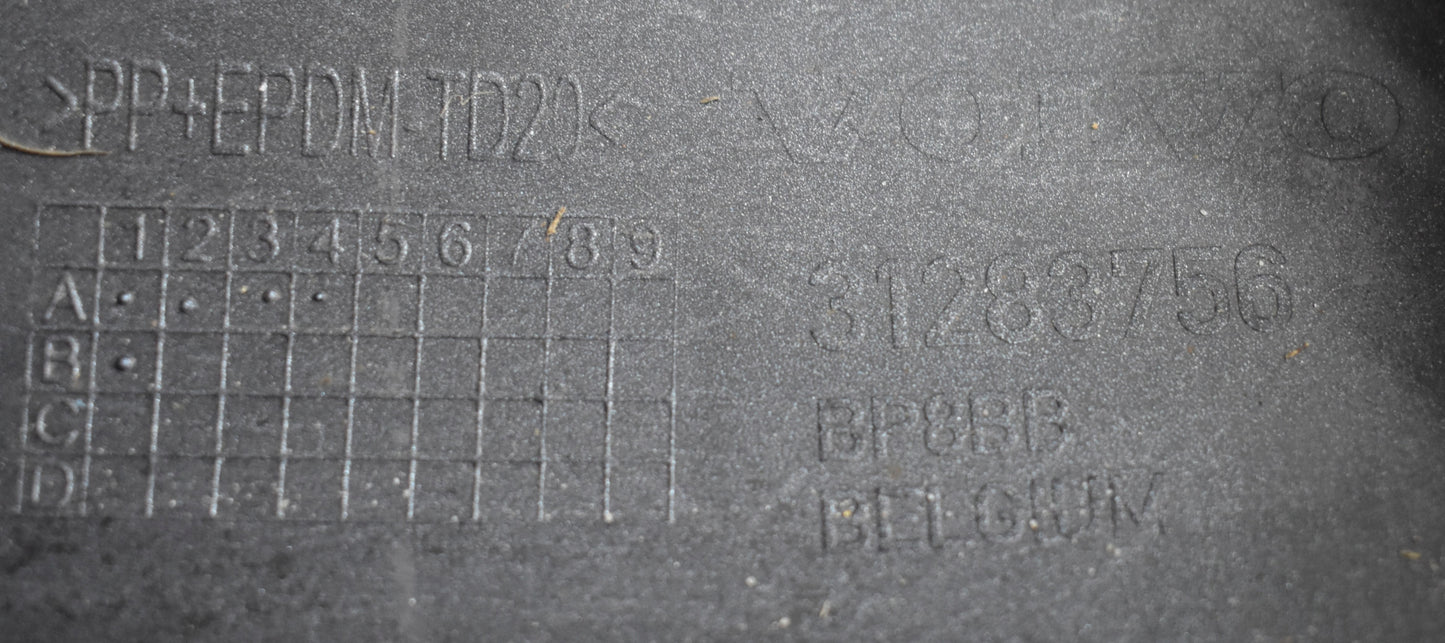 >PP+EPDM-TD20<
VOLVO
1 2 3 4 5 6 7 8 9
A
B
C
D
31283756
BP8BB
BELGIUM